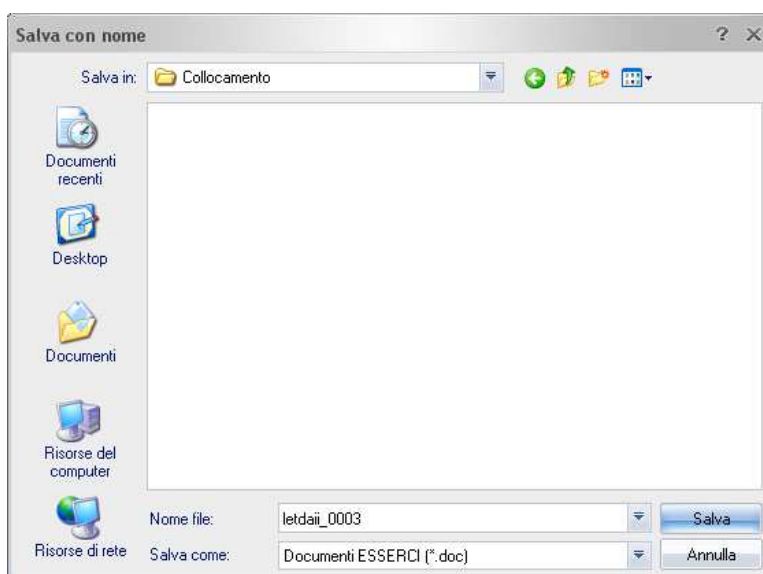 Salva con nome
Salva in: Collocamento
Documenti
recenti
Desktop
Documenti
Risorse del
computer
Risorse di rete
Nome file: letdaii_0003 Salva
Salva come: Documenti ESSERCI (*.doc) Annulla